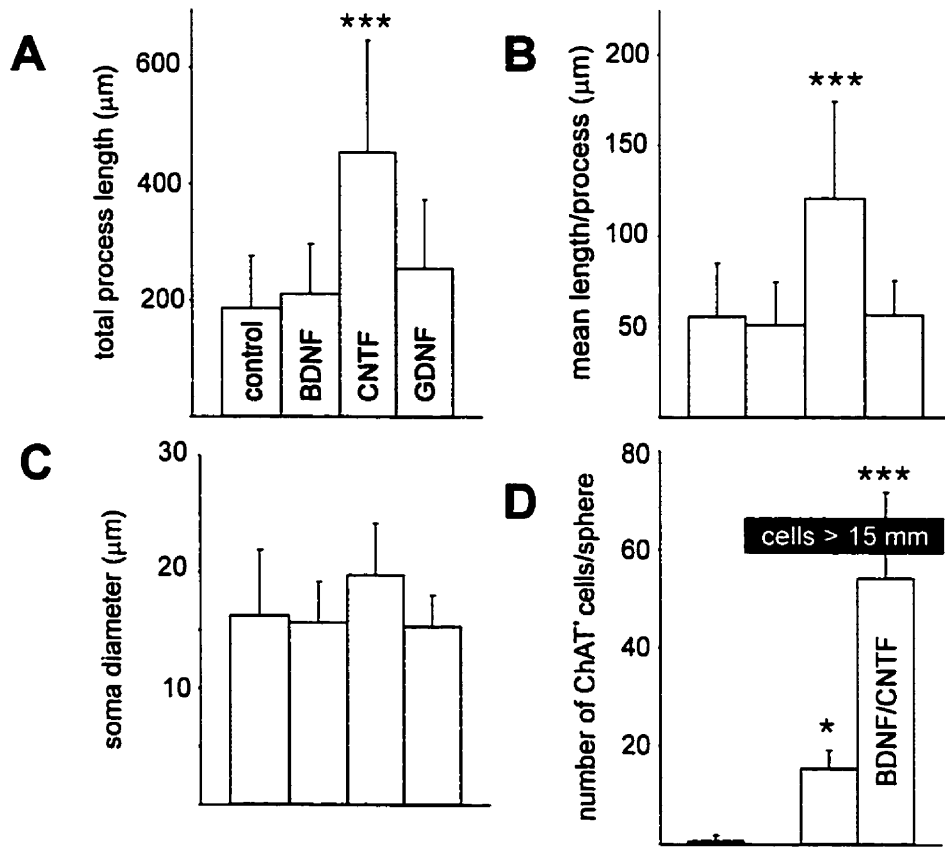 A
total process length (μm)
600
400
200
***
control
BDNF
CNTF
GDNF
B
mean length/process (μm)
200
150
100
50
***
C
soma diameter (μm)
30
20
10
D
number of ChAT+ cells/sphere
80
60
40
20
***
cells > 15 mm
*
BDNF/CNTF